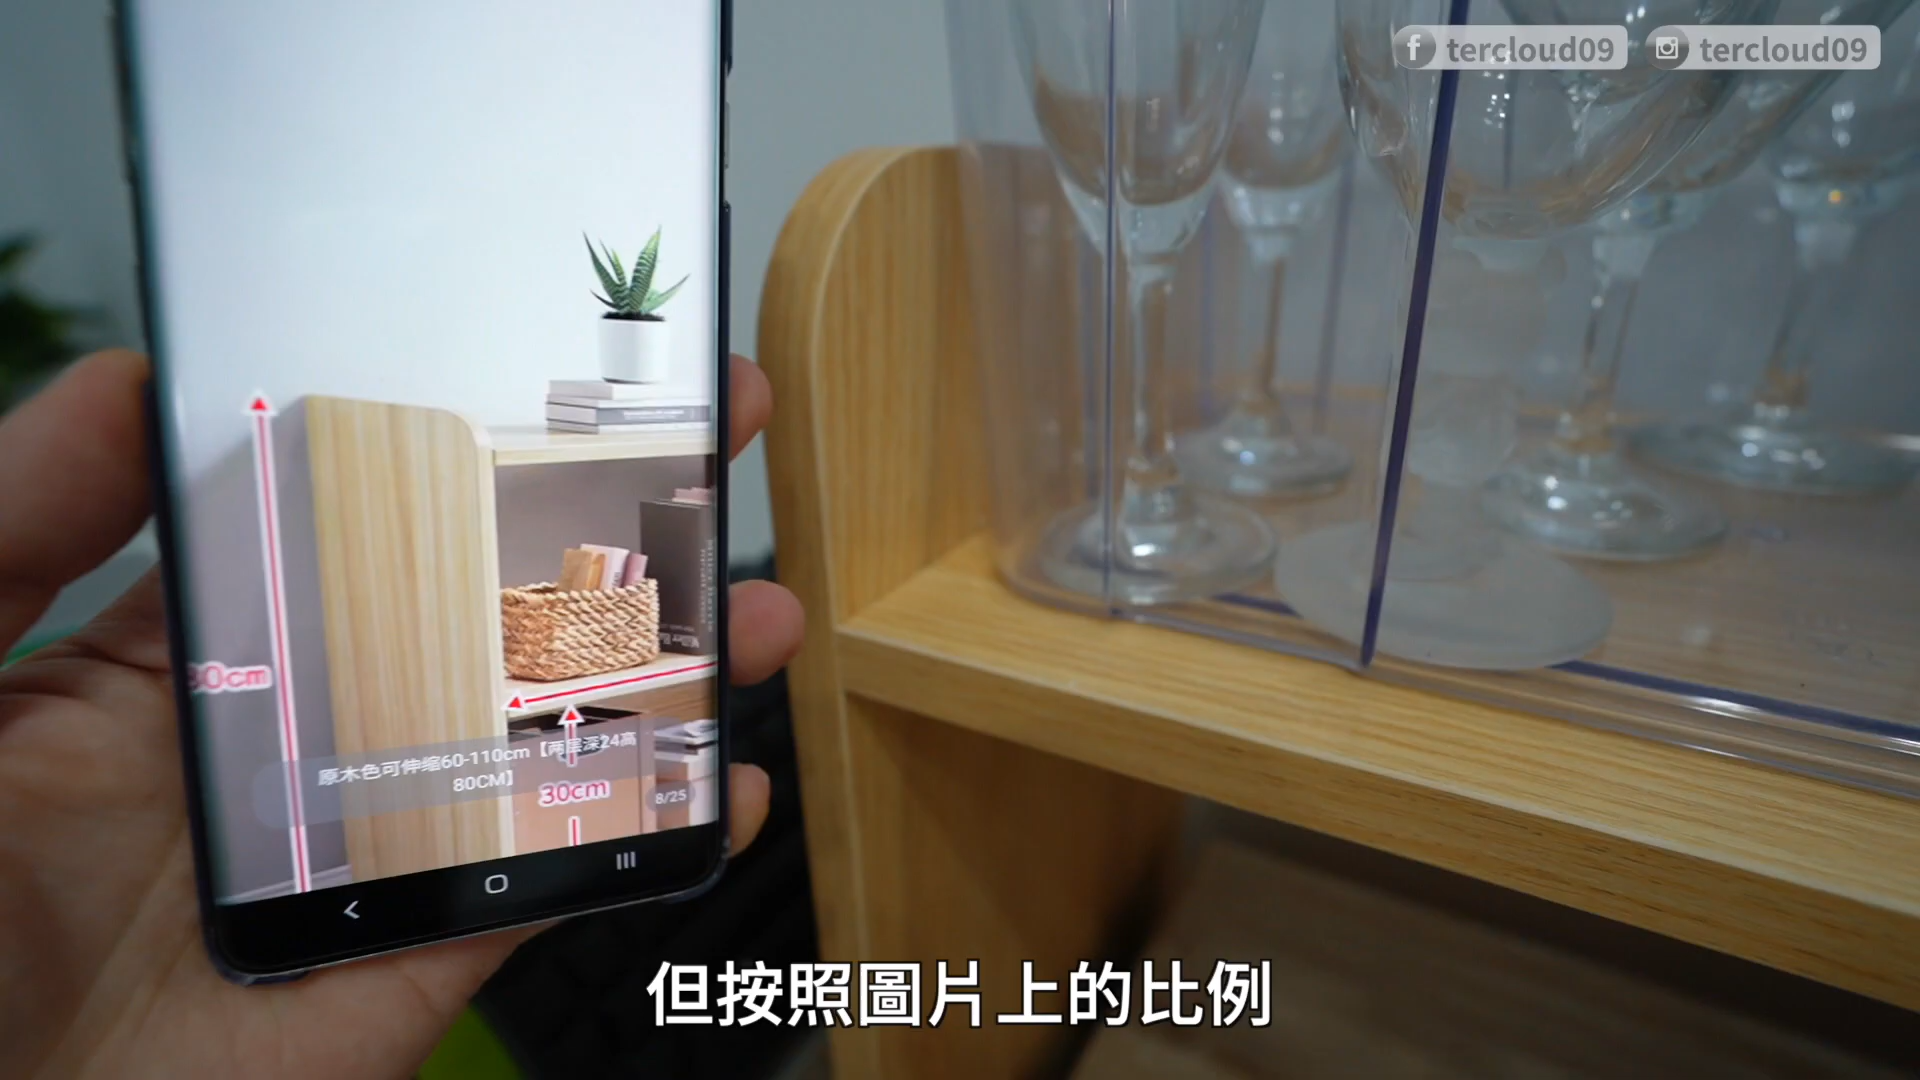 tercloud09
tercloud09
0cm
原木色可伸缩60-110cm【两层深24高
80CM】
30cm
8/25
但按照圖片上的比例